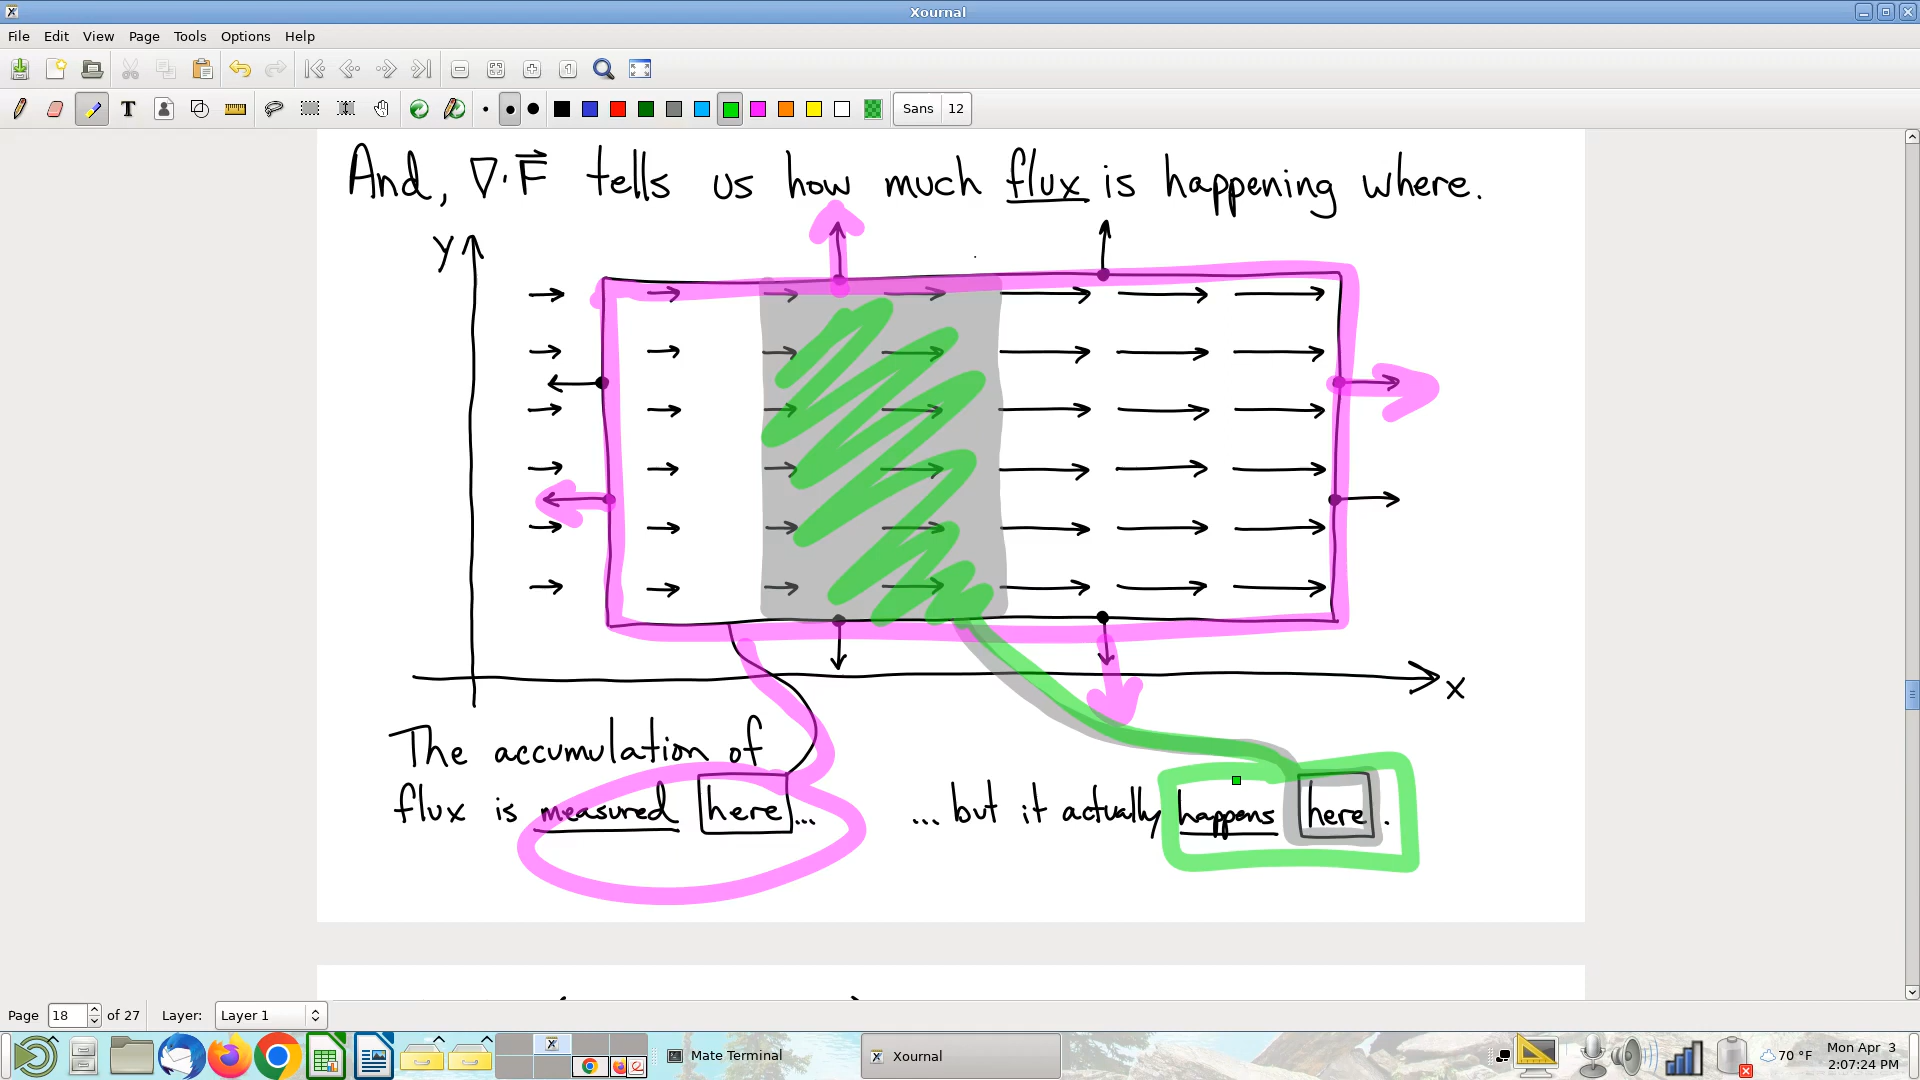 Xournal
File Edit View Page Tools Options Help
Sans 12
And, ∇·F⃗ tells us how much flux is happening where.
y
x
The accumulation of
flux is measured here...
... but it actually happens here.
Page 18 of 27 Layer: Layer 1
Mate Terminal
Xournal
70 °F
Mon Apr 3
2:07:24 PM